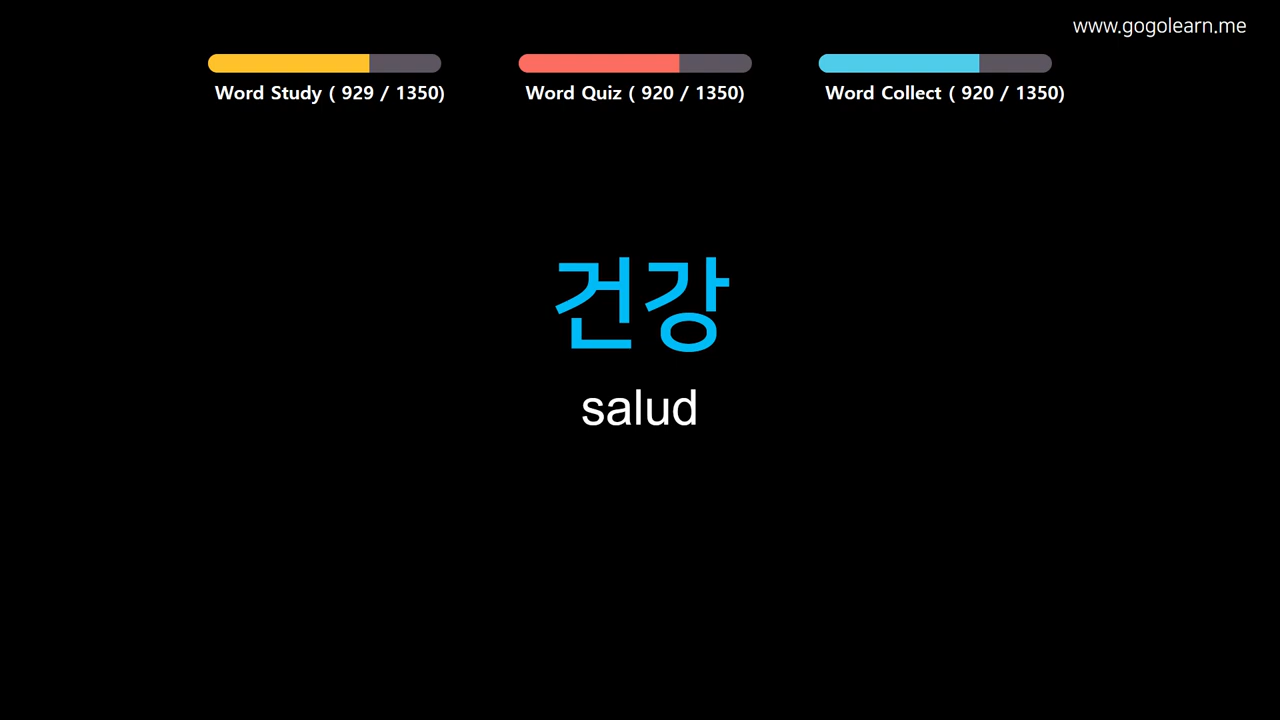 www.gogolearn.me
Word Study ( 929 / 1350)
Word Quiz ( 920 / 1350)
Word Collect ( 920 / 1350)
건강
salud